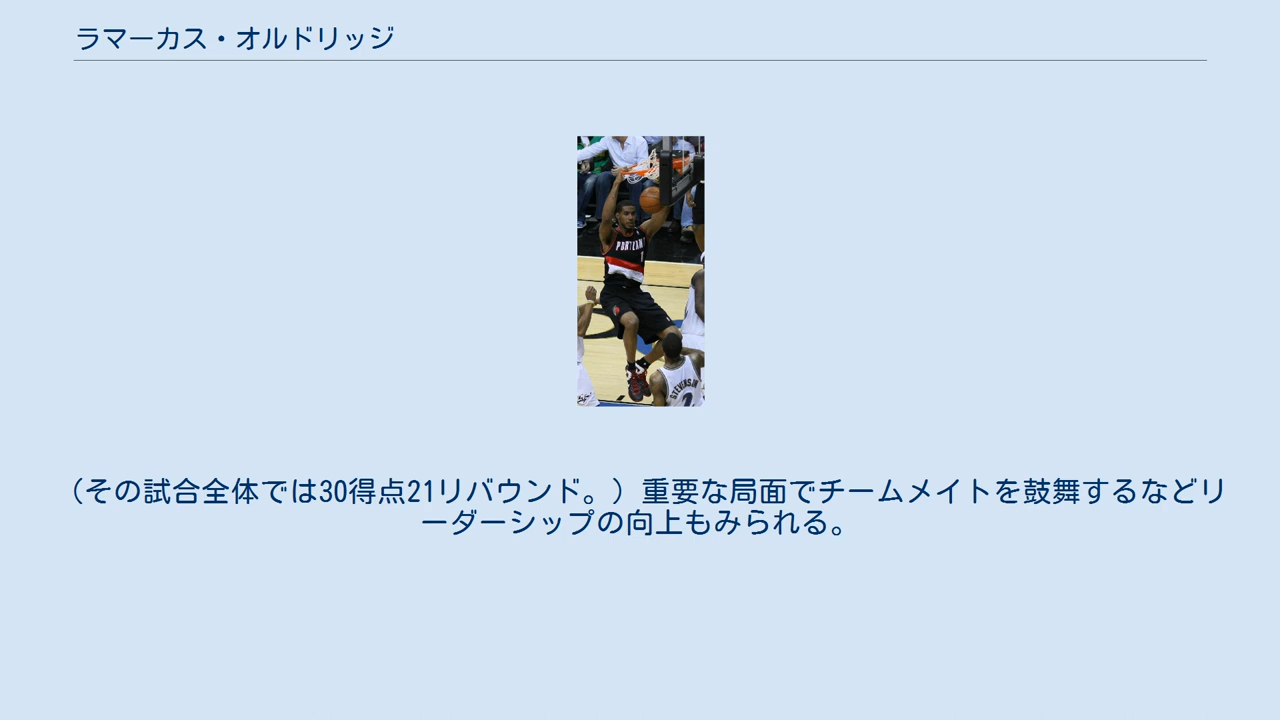 ラマーカス・オルドリッジ
PORTLAND
STEVENSON
2
（その試合全体では30得点21リバウンド。）重要な局面でチームメイトを鼓舞するなどリ
ーダーシップの向上もみられる。